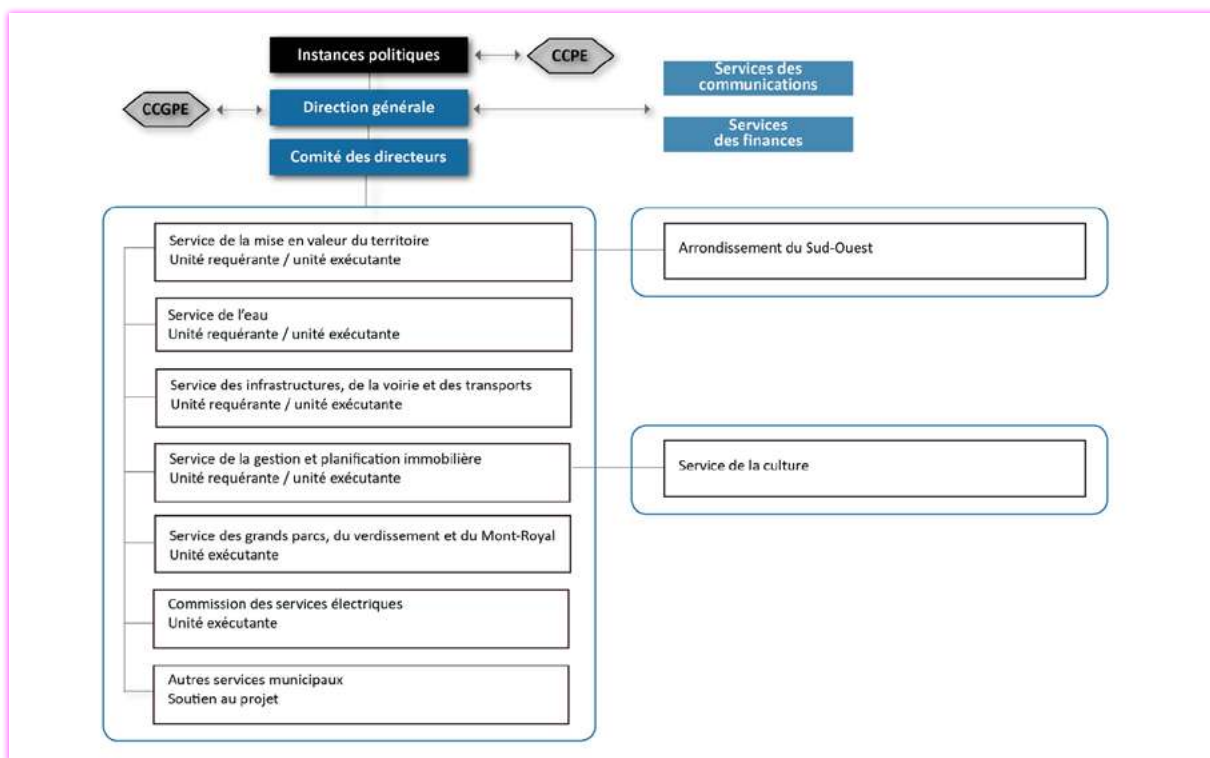 Instances politiques
CCPE
Services des
communications
CCGPE
Direction générale
Services
des finances
Comité des directeurs
Service de la mise en valeur du territoire
Unité requérante / unité exécutante
Arrondissement du Sud-Ouest
Service de l'eau
Unité requérante / unité exécutante
Service des infrastructures, de la voirie et des transports
Unité requérante / unité exécutante
Service de la gestion et planification immobilière
Unité requérante / unité exécutante
Service de la culture
Service des grands parcs, du verdissement et du Mont-Royal
Unité exécutante
Commission des services électriques
Unité exécutante
Autres services municipaux
Soutien au projet